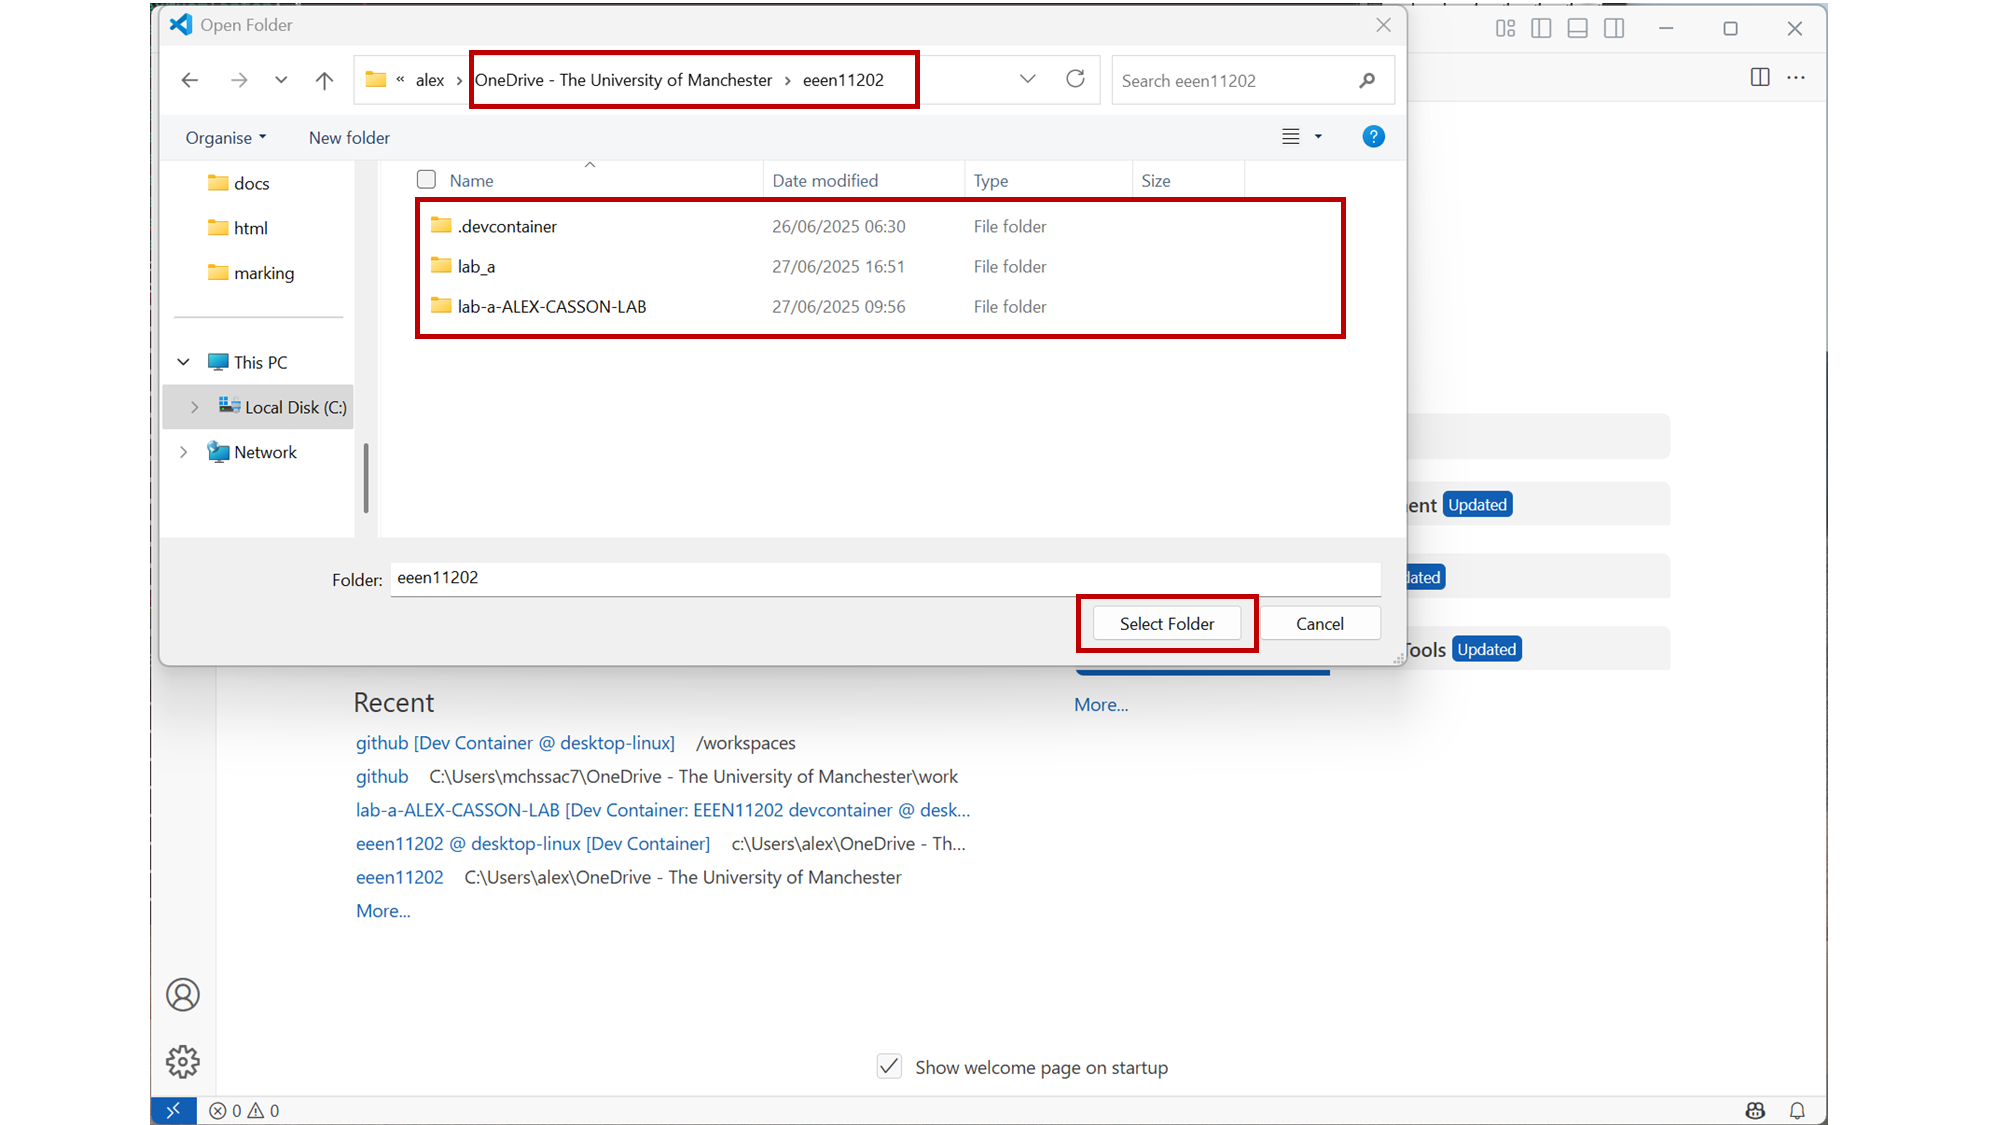 Open Folder
« alex › OneDrive - The University of Manchester › eeen11202
Search eeen11202
Organise
New folder
?
docs
html
marking
This PC
Local Disk (C:)
Network
Name Date modified Type Size
.devcontainer 26/06/2025 06:30 File folder
lab_a 27/06/2025 16:51 File folder
lab-a-ALEX-CASSON-LAB 27/06/2025 09:56 File folder
Folder: eeen11202
Select Folder
Cancel
ent Updated
dated
Tools Updated
More...
Recent
github [Dev Container @ desktop-linux] /workspaces
github C:\Users\mchssac7\OneDrive - The University of Manchester\work
lab-a-ALEX-CASSON-LAB [Dev Container: EEEN11202 devcontainer @ desk...
eeen11202 @ desktop-linux [Dev Container] c:\Users\alex\OneDrive - Th...
eeen11202 C:\Users\alex\OneDrive - The University of Manchester
More...
Show welcome page on startup
0 0